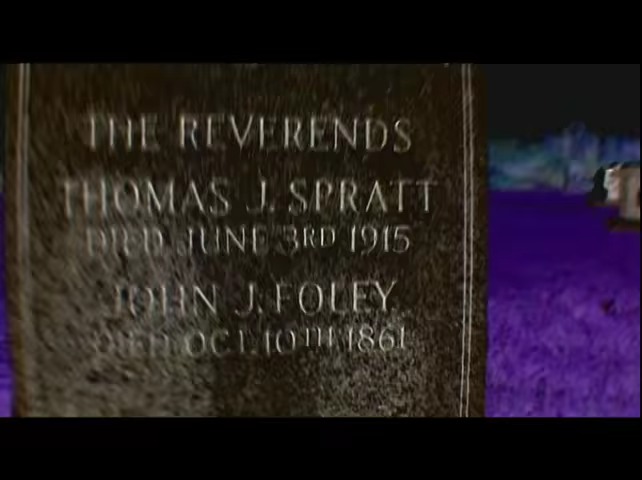 THE REVERENDS
THOMAS J. SPRATT
DIED JUNE 3RD 1915
JOHN J. FOLEY
DIED OCT. 10TH 1861